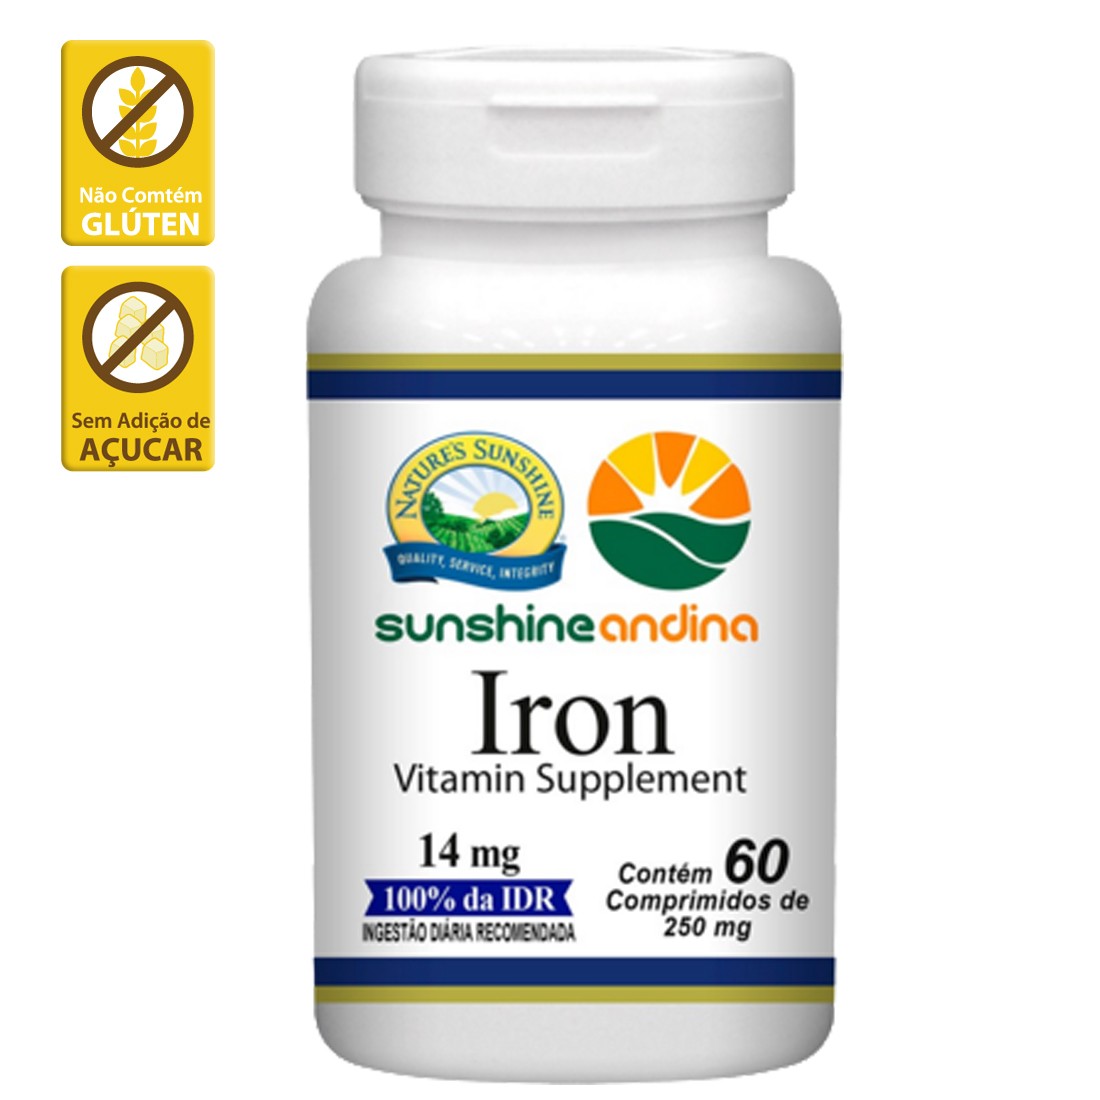 Não Comtém
GLÚTEN
Sem Adição de
AÇUCAR
NATURE'S SUNSHINE
QUALITY, SERVICE, INTEGRITY
sunshineandina
Iron
Vitamin Supplement
14 mg
100% da IDR
INGESTÃO DIÁRIA RECOMENDADA
Contém 60
Comprimidos de
250 mg